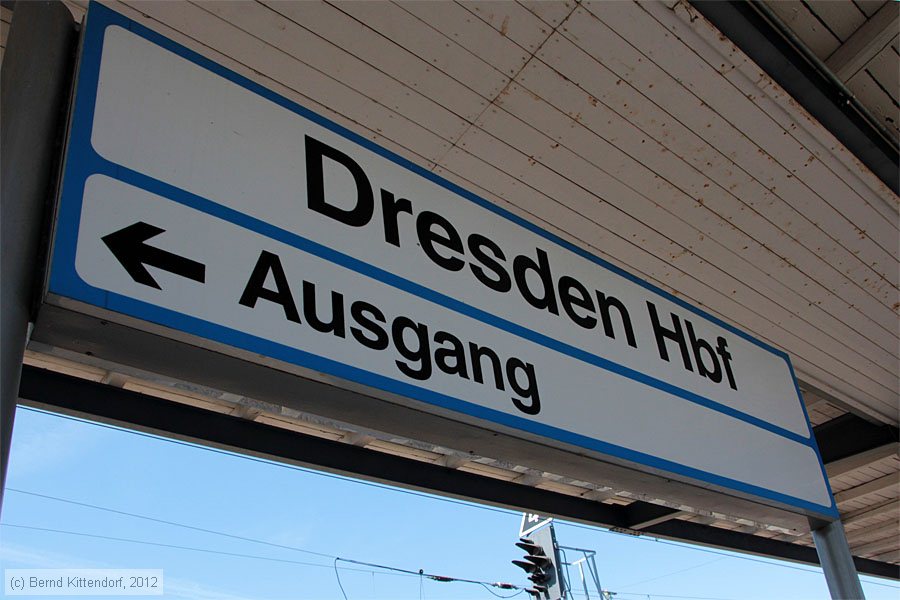 Dresden Hbf
← Ausgang
(c) Bernd Kittendorf, 2012